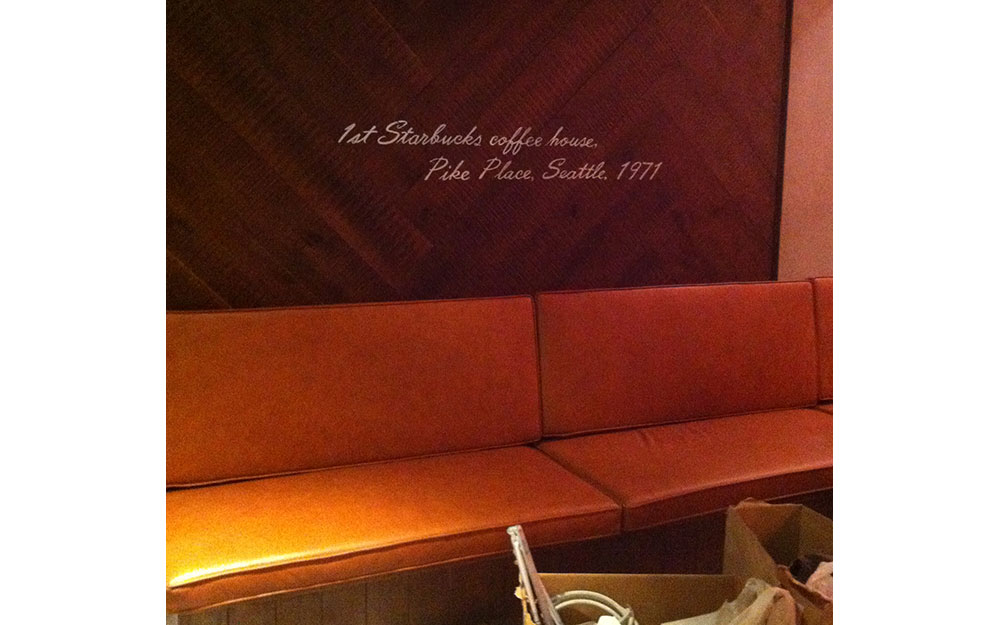 1st Starbucks coffee house,
Pike Place, Seattle. 1971